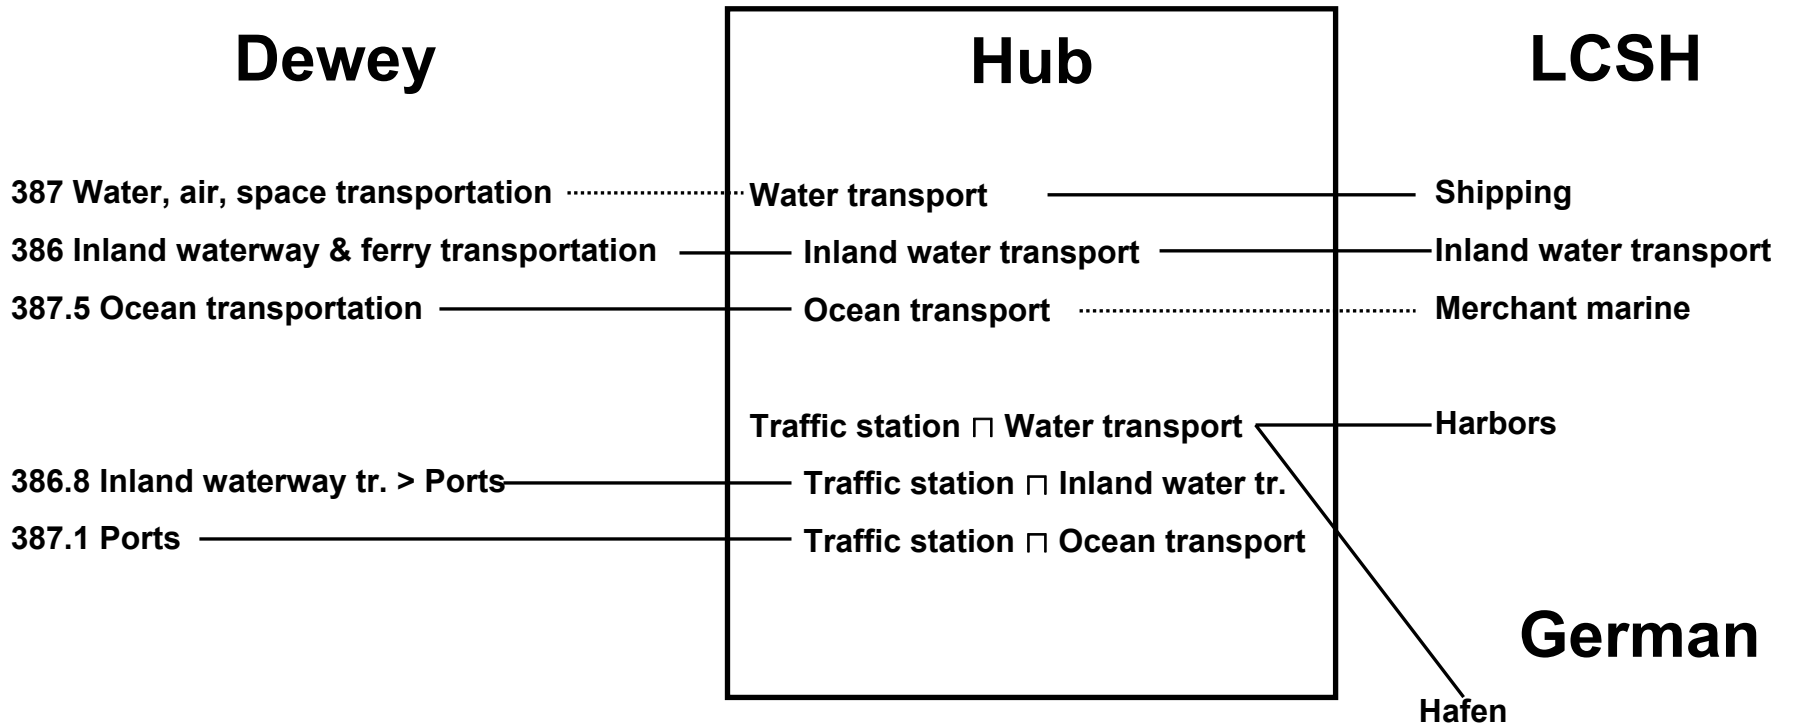 Dewey Hub LCSH
387 Water, air, space transportation Water transport Shipping
386 Inland waterway & ferry transportation Inland water transport Inland water transport
387.5 Ocean transportation Ocean transport Merchant marine
Traffic station ⊓ Water transport Harbors
386.8 Inland waterway tr. > Ports Traffic station ⊓ Inland water tr.
387.1 Ports Traffic station ⊓ Ocean transport
German
Hafen